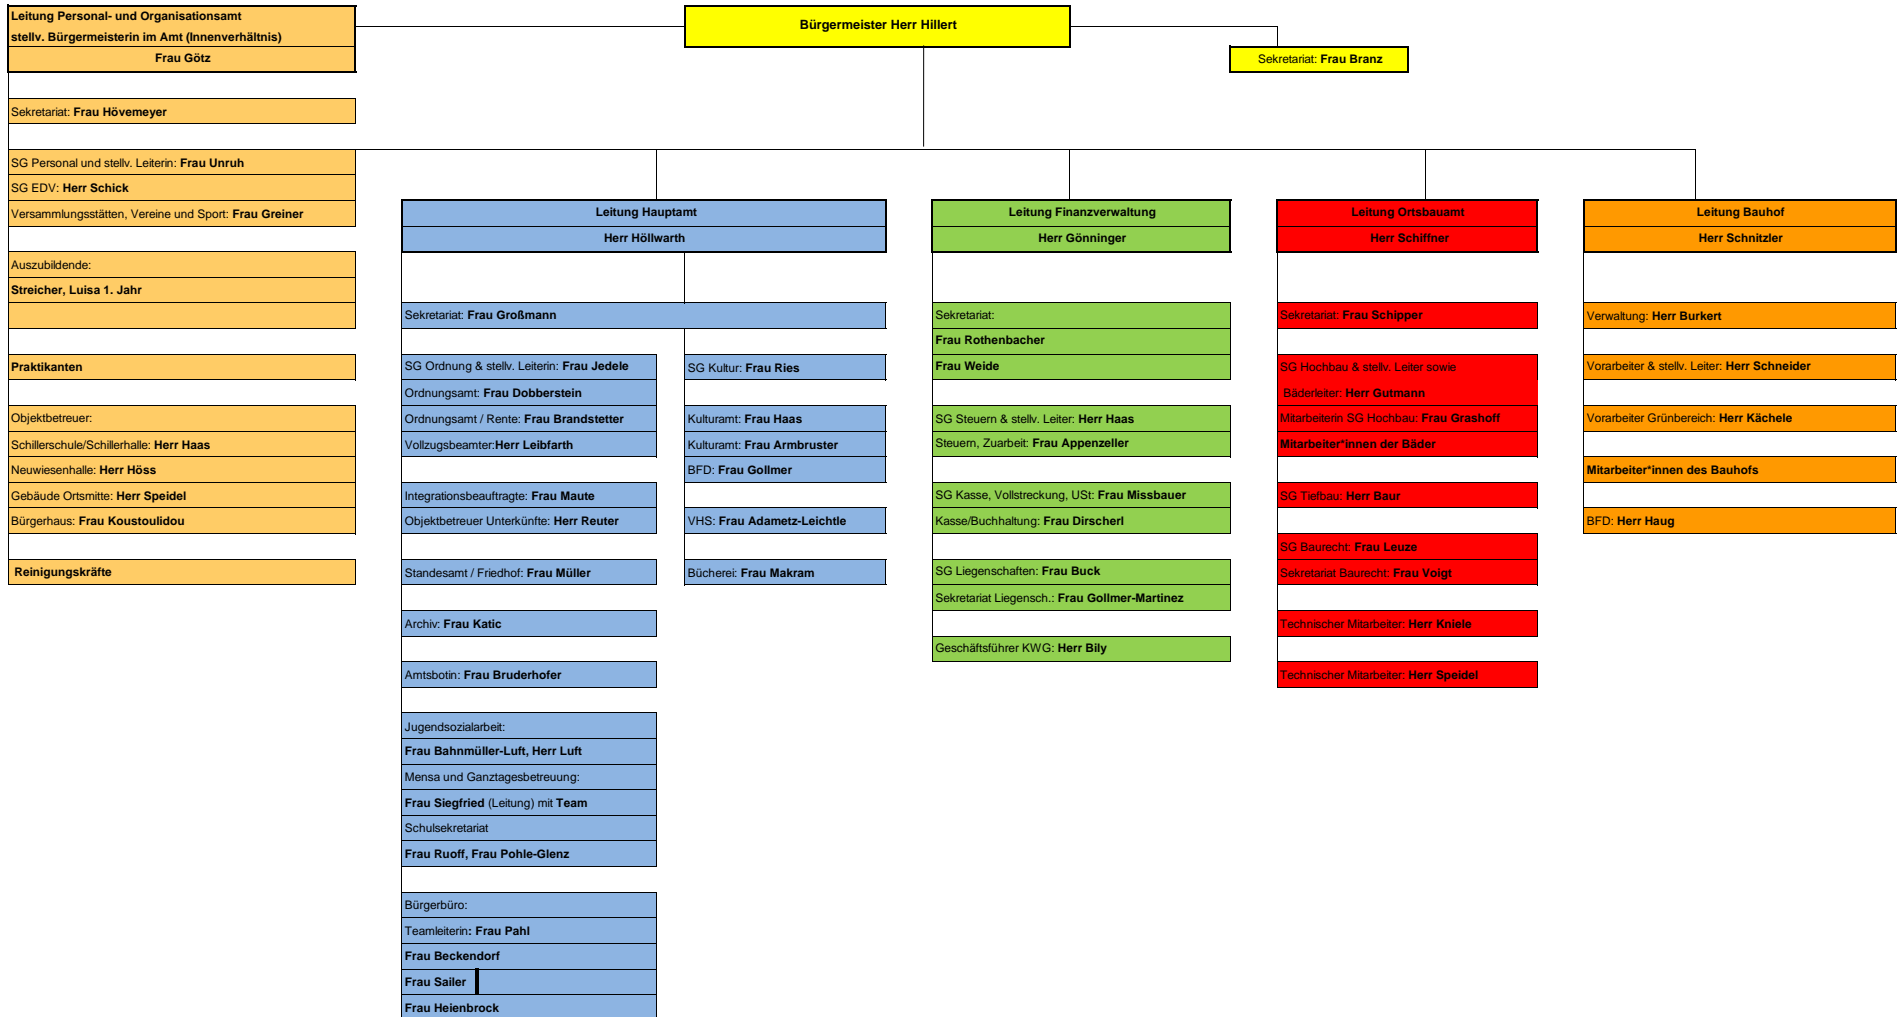 Leitung Personal- und Organisationsamt
stellv. Bürgermeisterin im Amt (Innenverhältnis)
Frau Götz
Bürgermeister Herr Hillert
Sekretariat: Frau Branz
Sekretariat: Frau Hövemeyer
SG Personal und stellv. Leiterin: Frau Unruh
SG EDV: Herr Schick
Versammlungsstätten, Vereine und Sport: Frau Greiner
Auszubildende:
Streicher, Luisa 1. Jahr
Praktikanten
Objektbetreuer:
Schillerschule/Schillerhalle: Herr Haas
Neuwiesenhalle: Herr Höss
Gebäude Ortsmitte: Herr Speidel
Bürgerhaus: Frau Koustoulidou
Reinigungskräfte
Leitung Hauptamt
Herr Höllwarth
Sekretariat: Frau Großmann
SG Ordnung & stellv. Leiterin: Frau Jedele
Ordnungsamt: Frau Dobberstein
Ordnungsamt / Rente: Frau Brandstetter
Vollzugsbeamter:Herr Leibfarth
Integrationsbeauftragte: Frau Maute
Objektbetreuer Unterkünfte: Herr Reuter
Standesamt / Friedhof: Frau Müller
Archiv: Frau Katic
Amtsbotin: Frau Bruderhofer
Jugendsozialarbeit:
Frau Bahnmüller-Luft, Herr Luft
Mensa und Ganztagesbetreuung:
Frau Siegfried (Leitung) mit Team
Schulsekretariat
Frau Ruoff, Frau Pohle-Glenz
Bürgerbüro:
Teamleiterin: Frau Pahl
Frau Beckendorf
Frau Sailer
Frau Heienbrock
SG Kultur: Frau Ries
Kulturamt: Frau Haas
Kulturamt: Frau Armbruster
BFD: Frau Gollmer
VHS: Frau Adametz-Leichtle
Bücherei: Frau Makram
Leitung Finanzverwaltung
Herr Gönninger
Sekretariat:
Frau Rothenbacher
Frau Weide
SG Steuern & stellv. Leiter: Herr Haas
Steuern, Zuarbeit: Frau Appenzeller
SG Kasse, Vollstreckung, USt: Frau Missbauer
Kasse/Buchhaltung: Frau Dirscherl
SG Liegenschaften: Frau Buck
Sekretariat Liegensch.: Frau Gollmer-Martinez
Geschäftsführer KWG: Herr Bily
Leitung Ortsbauamt
Herr Schiffner
Sekretariat: Frau Schipper
SG Hochbau & stellv. Leiter sowie
Bäderleiter: Herr Gutmann
Mitarbeiterin SG Hochbau: Frau Grashoff
Mitarbeiter*innen der Bäder
SG Tiefbau: Herr Baur
SG Baurecht: Frau Leuze
Sekretariat Baurecht: Frau Voigt
Technischer Mitarbeiter: Herr Kniele
Technischer Mitarbeiter: Herr Speidel
Leitung Bauhof
Herr Schnitzler
Verwaltung: Herr Burkert
Vorarbeiter & stellv. Leiter: Herr Schneider
Vorarbeiter Grünbereich: Herr Kächele
Mitarbeiter*innen des Bauhofs
BFD: Herr Haug